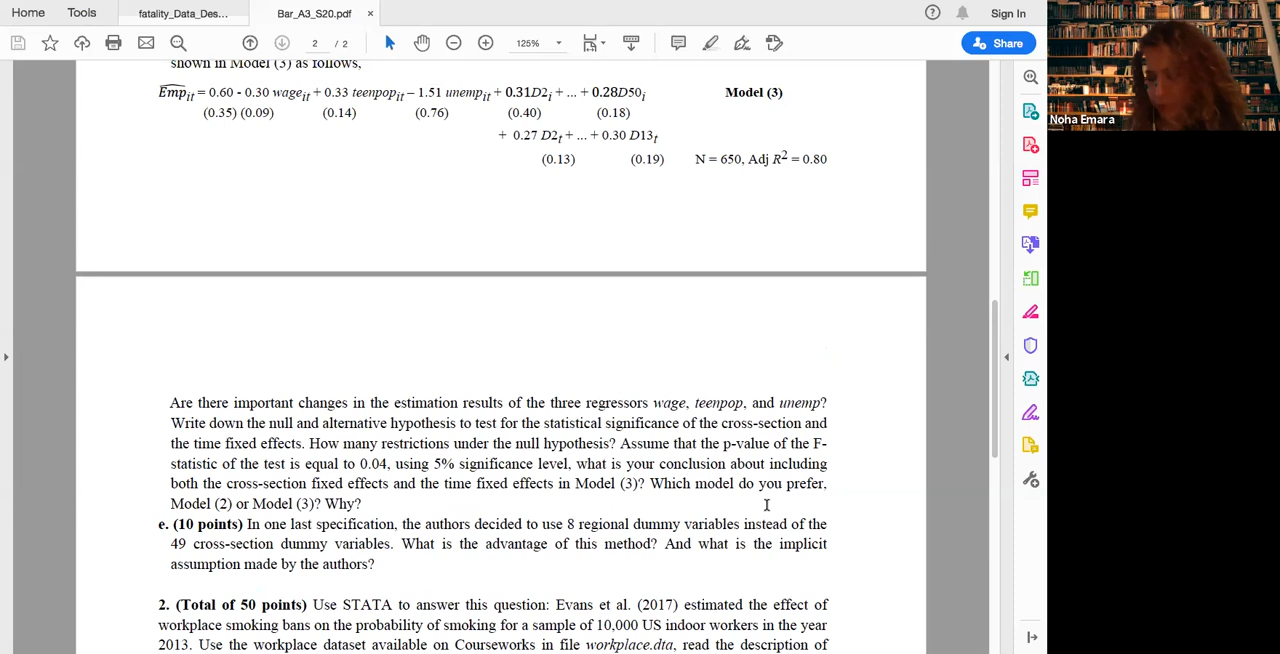 Home Tools fatality_Data_Des... Bar_A3_S20.pdf × Sign In
2 / 2 125% Share
shown in Model (3) as follows,
Emp_it = 0.60 - 0.30 wage_it + 0.33 teenpop_it − 1.51 unemp_it + 0.31D2_i + ... + 0.28D50_i Model (3)
(0.35) (0.09) (0.14) (0.76) (0.40) (0.18)
+ 0.27 D2_t + ... + 0.30 D13_t
(0.13) (0.19) N = 650, Adj R² = 0.80
Are there important changes in the estimation results of the three regressors wage, teenpop, and unemp?
Write down the null and alternative hypothesis to test for the statistical significance of the cross-section and
the time fixed effects. How many restrictions under the null hypothesis? Assume that the p-value of the F-
statistic of the test is equal to 0.04, using 5% significance level, what is your conclusion about including
both the cross-section fixed effects and the time fixed effects in Model (3)? Which model do you prefer,
Model (2) or Model (3)? Why?
e. (10 points) In one last specification, the authors decided to use 8 regional dummy variables instead of the
49 cross-section dummy variables. What is the advantage of this method? And what is the implicit
assumption made by the authors?
2. (Total of 50 points) Use STATA to answer this question: Evans et al. (2017) estimated the effect of
workplace smoking bans on the probability of smoking for a sample of 10,000 US indoor workers in the year
2013. Use the workplace dataset available on Courseworks in file workplace.dta, read the description of
Noha Emara